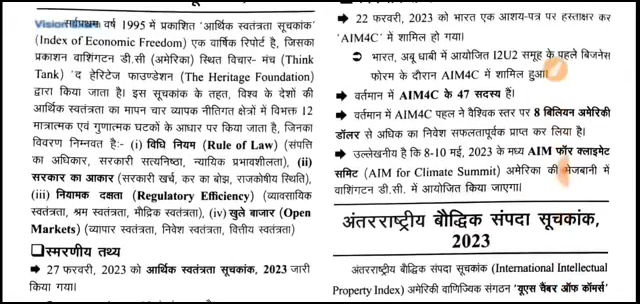 Vision
सर्वप्रथम वर्ष 1995 में प्रकाशित 'आर्थिक स्वतंत्रता सूचकांक'
(Index of Economic Freedom) एक वार्षिक रिपोर्ट है, जिसका
प्रकाशन वाशिंगटन डी.सी (अमेरिका) स्थित विचार- मंच (Think
Tank) 'द हेरिटेज फाउण्डेशन (The Heritage Foundation)
द्वारा किया जाता है। इस सूचकांक के तहत, विश्व के देशों की
आर्थिक स्वतंत्रता का मापन चार व्यापक नीतिगत क्षेत्रों में विभक्त 12
मात्रात्मक एवं गुणात्मक घटकों के आधार पर किया जाता है, जिनका
विवरण निम्नवत है:- (i) विधि नियम (Rule of Law) (संपत्ति
का अधिकार, सरकारी सत्यनिष्ठा, न्यायिक प्रभावशीलता), (ii)
सरकार का आकार (सरकारी खर्च, कर का बोझ, राजकोषीय स्थिति),
(iii) नियामक दक्षता (Regulatory Efficiency) (व्यावसायिक
स्वतंत्रता, श्रम स्वतंत्रता, मौद्रिक स्वतंत्रता), (iv) खुले बाजार (Open
Markets) (व्यापार स्वतंत्रता, निवेश स्वतंत्रता, वित्तीय स्वतंत्रता)
❑स्मरणीय तथ्य
➡ 27 फरवरी, 2023 को आर्थिक स्वतंत्रता सूचकांक, 2023 जारी
किया गया।
➡ 22 फरवरी, 2023 को भारत एक आशय-पत्र पर हस्ताक्षर कर
'AIM4C' में शामिल हो गया।
➲ भारत, अबू धाबी में आयोजित I2U2 समूह के पहले बिजनेस
फोरम के दौरान AIM4C में शामिल हुआ।
➡ वर्तमान में AIM4C के 47 सदस्य हैं।
➡ वर्तमान में AIM4C पहल ने वैश्विक स्तर पर 8 बिलियन अमेरिकी
डॉलर से अधिक का निवेश सफलतापूर्वक प्राप्त कर लिया है।
➡ उल्लेखनीय है कि 8-10 मई, 2023 के मध्य AIM फॉर क्लाइमेट
समिट (AIM for Climate Summit) अमेरिका की मेजबानी में
वाशिंगटन डी.सी. में आयोजित किया जाएगा।
अंतरराष्ट्रीय बौद्धिक संपदा सूचकांक,
2023
अंतरराष्ट्रीय बौद्धिक संपदा सूचकांक (International Intellectual
Property Index) अमेरिकी वाणिज्यिक संगठन 'यूएस चैंबर ऑफ कॉमर्स'